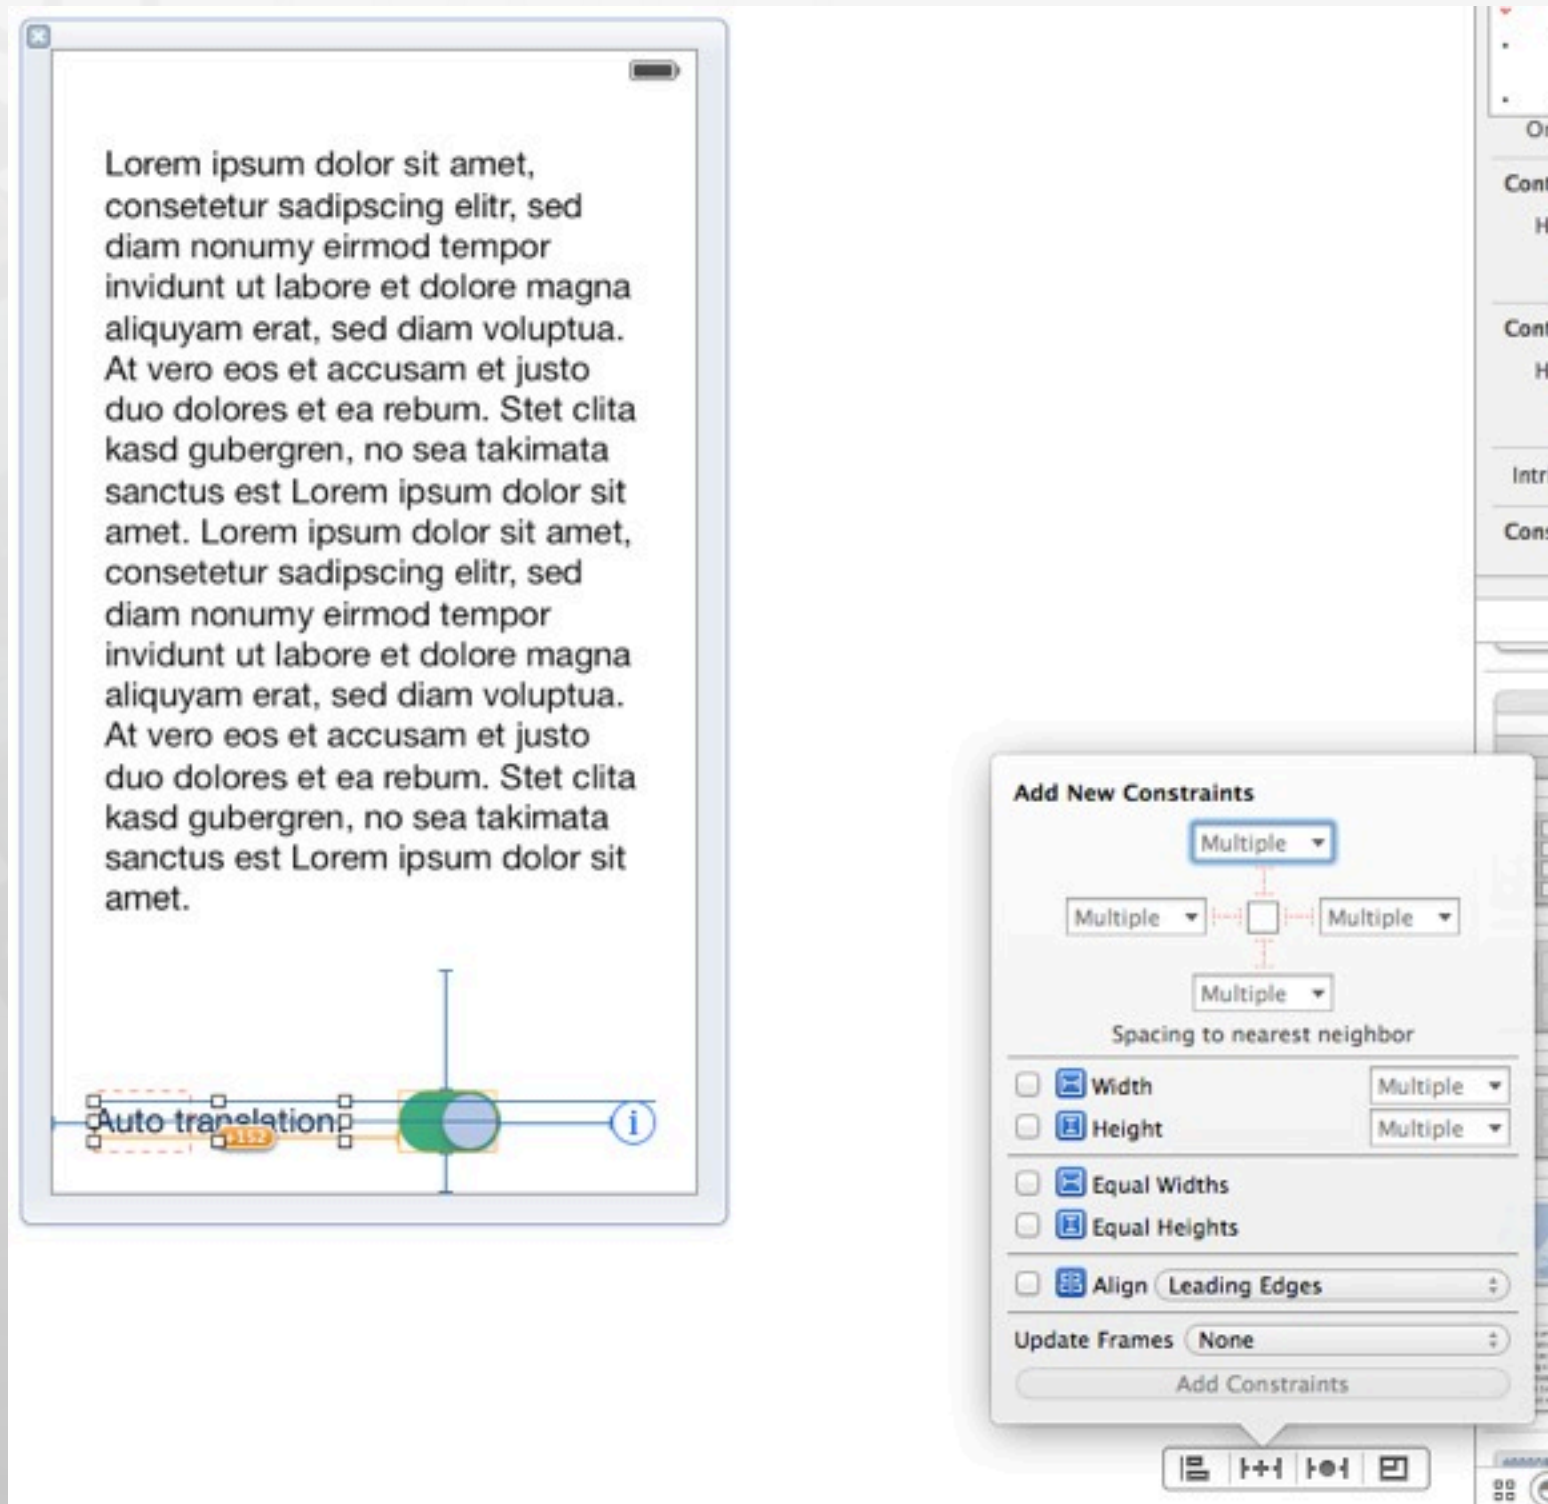 Lorem ipsum dolor sit amet,
consetetur sadipscing elitr, sed
diam nonumy eirmod tempor
invidunt ut labore et dolore magna
aliquyam erat, sed diam voluptua.
At vero eos et accusam et justo
duo dolores et ea rebum. Stet clita
kasd gubergren, no sea takimata
sanctus est Lorem ipsum dolor sit
amet. Lorem ipsum dolor sit amet,
consetetur sadipscing elitr, sed
diam nonumy eirmod tempor
invidunt ut labore et dolore magna
aliquyam erat, sed diam voluptua.
At vero eos et accusam et justo
duo dolores et ea rebum. Stet clita
kasd gubergren, no sea takimata
sanctus est Lorem ipsum dolor sit
amet.
Auto translation:
+152
i
Add New Constraints
Multiple
Multiple Multiple
Multiple
Spacing to nearest neighbor
Width Multiple
Height Multiple
Equal Widths
Equal Heights
Align Leading Edges
Update Frames None
Add Constraints